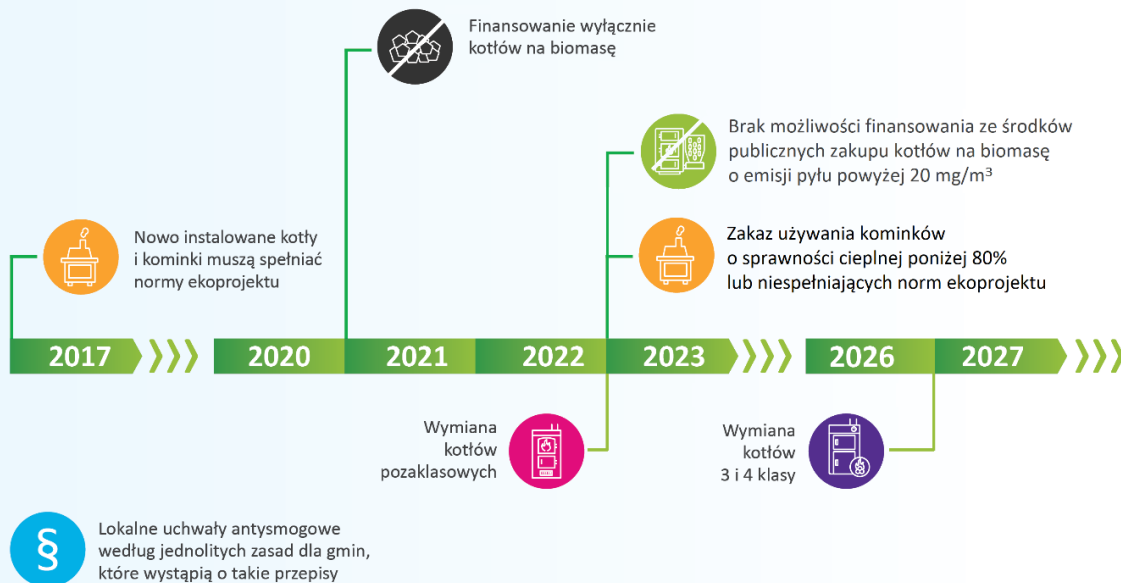 Finansowanie wyłącznie
kotłów na biomasę
Brak możliwości finansowania ze środków
publicznych zakupu kotłów na biomasę
o emisji pyłu powyżej 20 mg/m³
Nowo instalowane kotły
i kominki muszą spełniać
normy ekoprojektu
Zakaz używania kominków
o sprawności cieplnej poniżej 80%
lub niespełniających norm ekoprojektu
2017 2020 2021 2022 2023 2026 2027
Wymiana
kotłów
pozaklasowych
Wymiana
kotłów
3 i 4 klasy
§
Lokalne uchwały antysmogowe
według jednolitych zasad dla gmin,
które wystąpią o takie przepisy